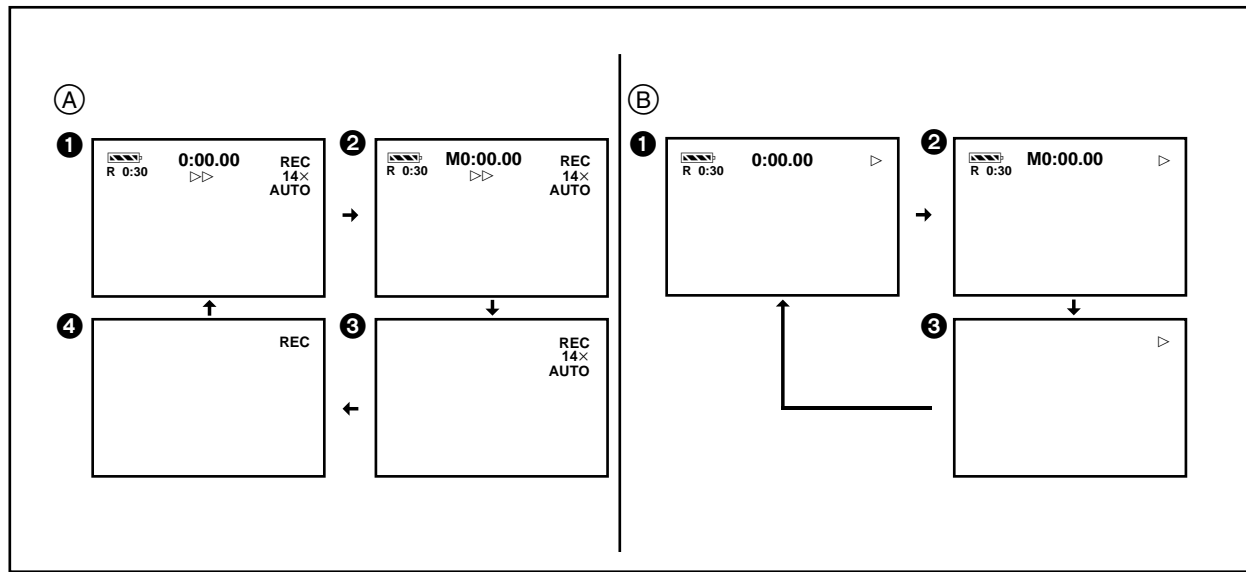 Ⓐ
❶
0:00.00
REC
R 0:30
▷▷
14×
AUTO
❷
M0:00.00
REC
R 0:30
▷▷
14×
AUTO
❹
REC
❸
REC
14×
AUTO
Ⓑ
❶
0:00.00
▷
R 0:30
❷
M0:00.00
▷
R 0:30
❸
▷